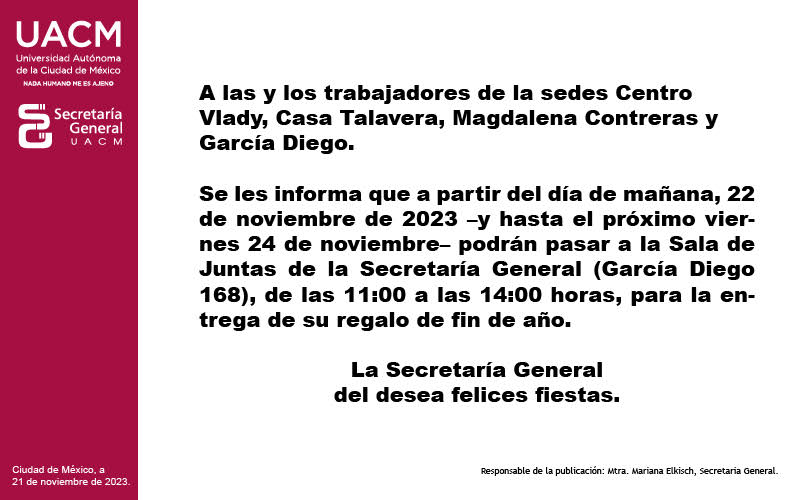 UACM
Universidad Autónoma
de la Ciudad de México
NADA HUMANO ME ES AJENO
Secretaría
General
UACM
A las y los trabajadores de la sedes Centro
Vlady, Casa Talavera, Magdalena Contreras y
García Diego.
Se les informa que a partir del día de mañana, 22
de noviembre de 2023 –y hasta el próximo vier-
nes 24 de noviembre– podrán pasar a la Sala de
Juntas de la Secretaría General (García Diego
168), de las 11:00 a las 14:00 horas, para la en-
trega de su regalo de fin de año.
La Secretaría General
del desea felices fiestas.
Ciudad de México, a
21 de noviembre de 2023.
Responsable de la publicación: Mtra. Mariana Elkisch, Secretaria General.